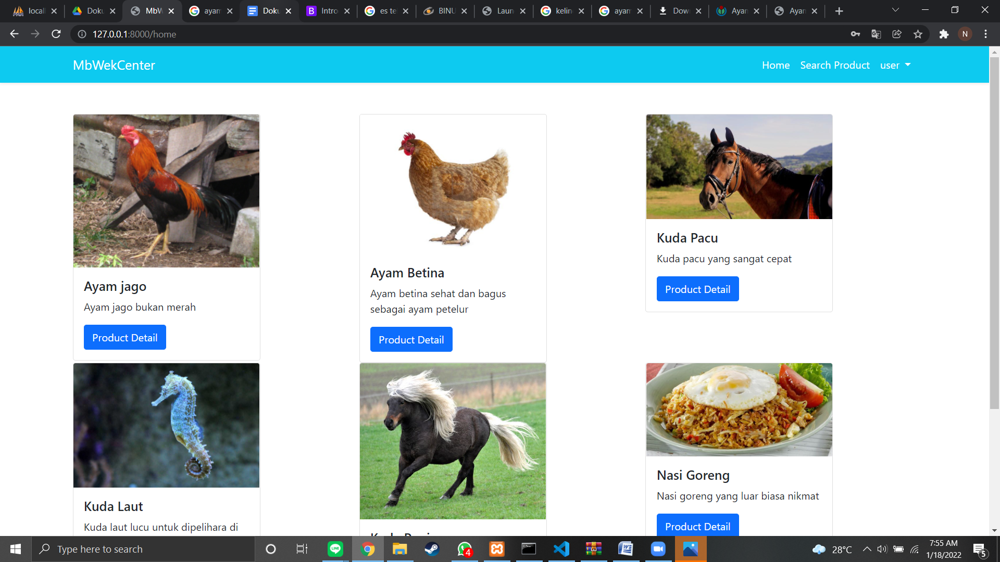 locall
Doku
MbW
ayam
Doku
Intro
es te
BINU
Laun
kelin
ayam
Dow
Ayan
Ayan
127.0.0.1:8000/home
N
MbWekCenter
Home
Search Product
user
Ayam jago
Ayam jago bukan merah
Product Detail
Ayam Betina
Ayam betina sehat dan bagus
sebagai ayam petelur
Product Detail
Kuda Pacu
Kuda pacu yang sangat cepat
Product Detail
Kuda Laut
Kuda laut lucu untuk dipelihara di
Nasi Goreng
Nasi goreng yang luar biasa nikmat
Product Detail
Type here to search
LINE
4
28°C
7:55 AM
1/18/2022
5